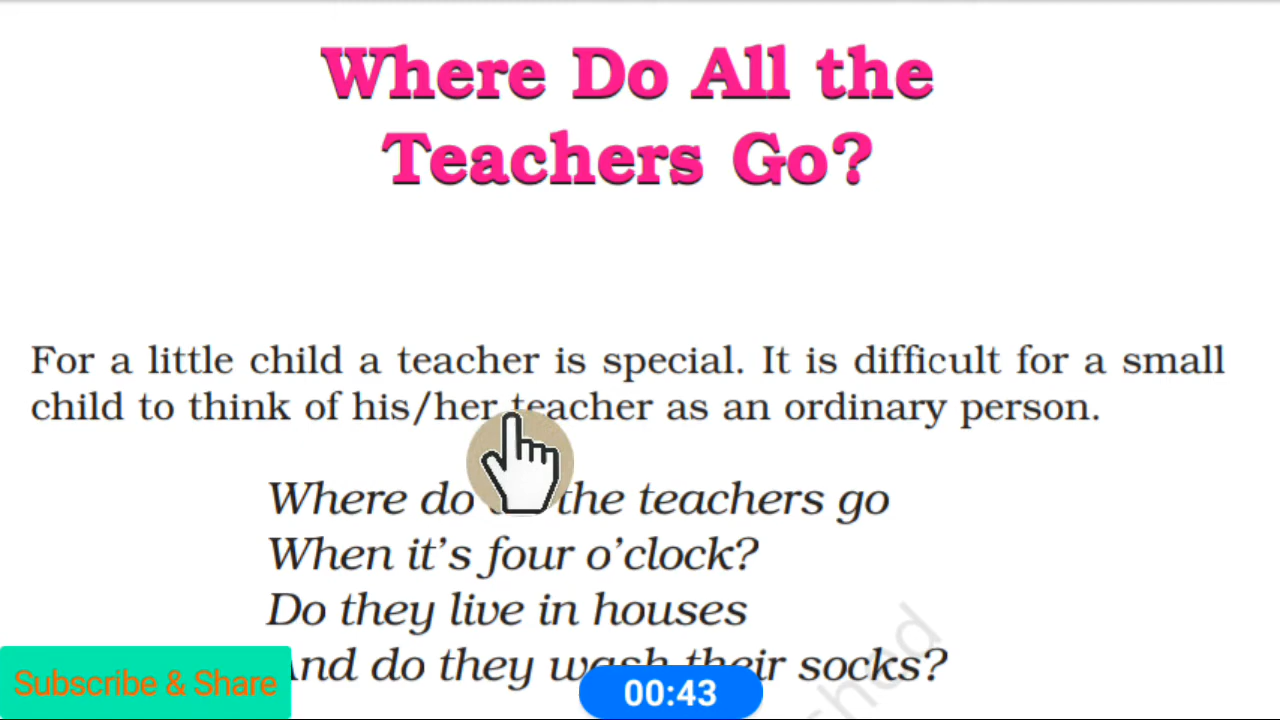 Where Do All the
Teachers Go?
For a little child a teacher is special. It is difficult for a small
child to think of his/her teacher as an ordinary person.
Where do the teachers go
When it's four o'clock?
Do they live in houses
And do they wash their socks?
Subscribe & Share
00:43